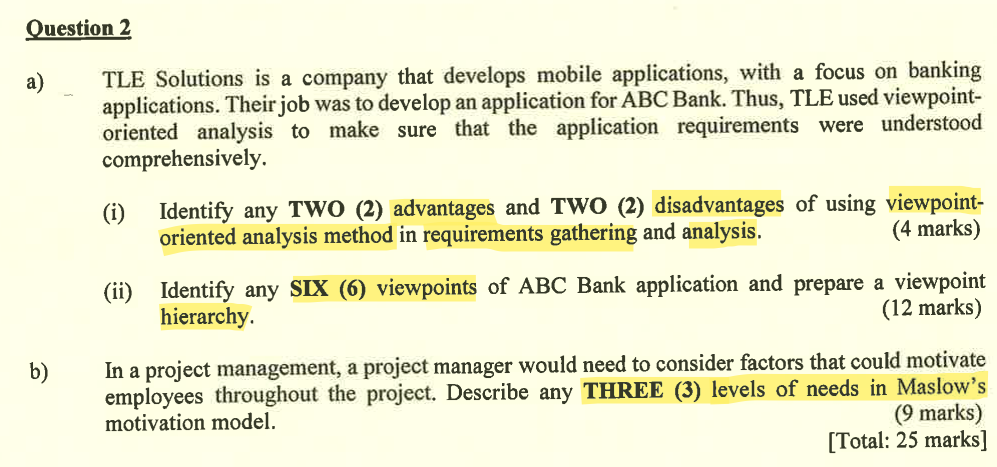 Question 2
a) TLE Solutions is a company that develops mobile applications, with a focus on banking
applications. Their job was to develop an application for ABC Bank. Thus, TLE used viewpoint-
oriented analysis to make sure that the application requirements were understood
comprehensively.
(i) Identify any TWO (2) advantages and TWO (2) disadvantages of using viewpoint-
oriented analysis method in requirements gathering and analysis. (4 marks)
(ii) Identify any SIX (6) viewpoints of ABC Bank application and prepare a viewpoint
hierarchy. (12 marks)
b) In a project management, a project manager would need to consider factors that could motivate
employees throughout the project. Describe any THREE (3) levels of needs in Maslow's
motivation model. (9 marks)
[Total: 25 marks]